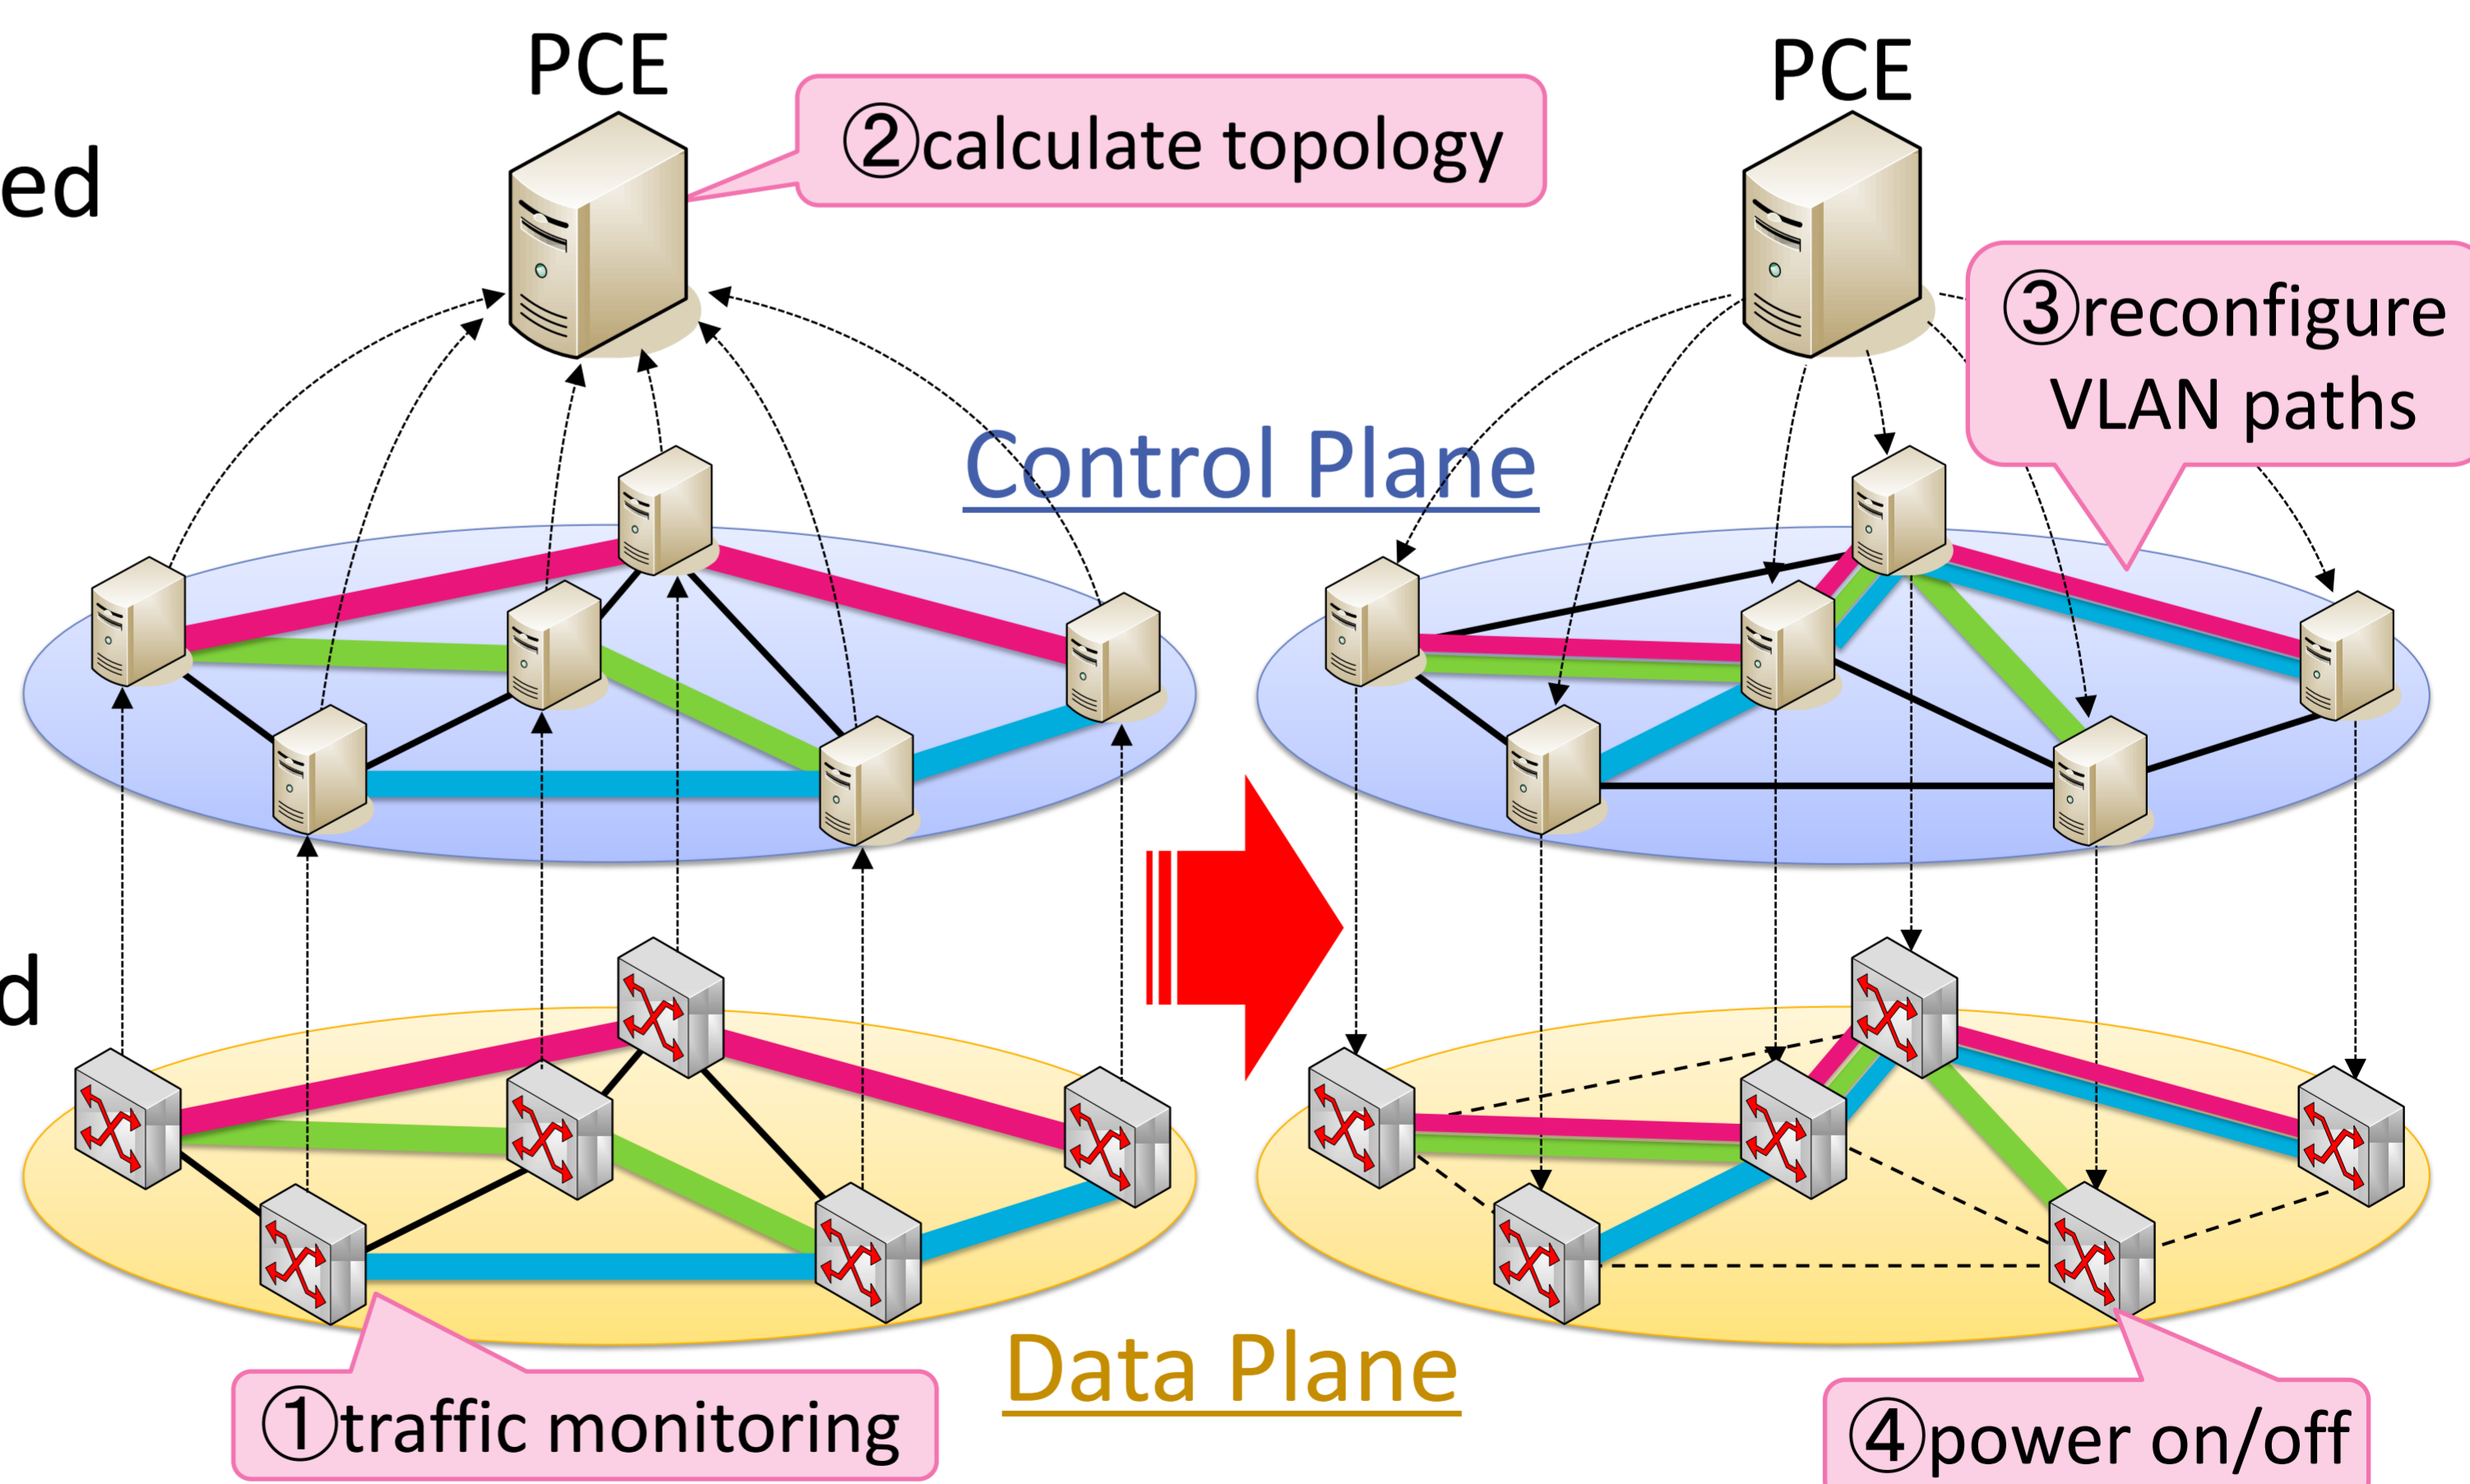 PCE
PCE
②calculate topology
ed
③reconfigure
VLAN paths
Control Plane
d
Data Plane
①traffic monitoring
④power on/off